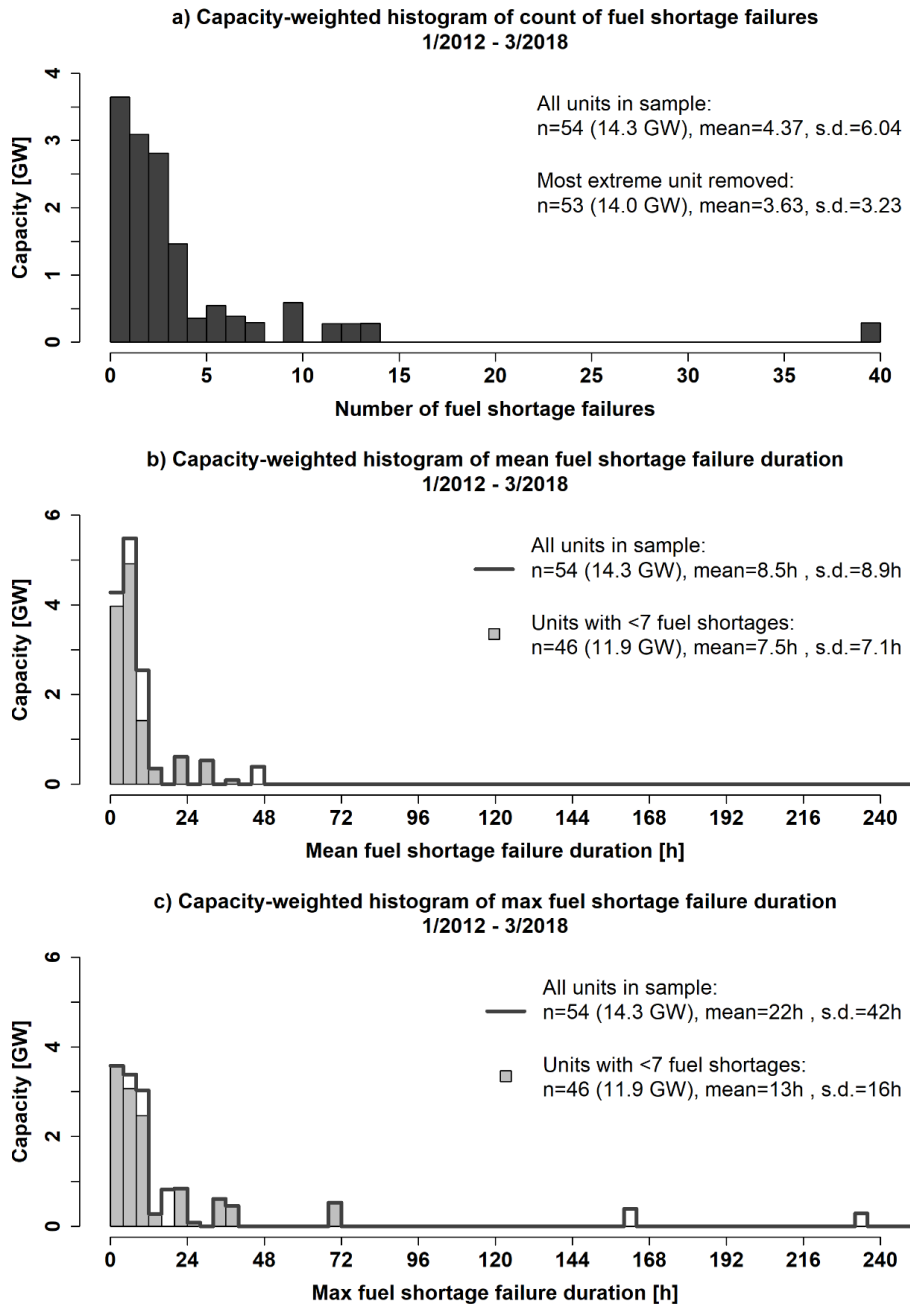 a) Capacity-weighted histogram of count of fuel shortage failures
1/2012 - 3/2018
Capacity [GW]
4
3
2
1
0
All units in sample:
n=54 (14.3 GW), mean=4.37, s.d.=6.04
Most extreme unit removed:
n=53 (14.0 GW), mean=3.63, s.d.=3.23
0 5 10 15 20 25 30 35 40
Number of fuel shortage failures
b) Capacity-weighted histogram of mean fuel shortage failure duration
1/2012 - 3/2018
Capacity [GW]
6
4
2
0
All units in sample:
n=54 (14.3 GW), mean=8.5h , s.d.=8.9h
Units with <7 fuel shortages:
n=46 (11.9 GW), mean=7.5h , s.d.=7.1h
0 24 48 72 96 120 144 168 192 216 240
Mean fuel shortage failure duration [h]
c) Capacity-weighted histogram of max fuel shortage failure duration
1/2012 - 3/2018
Capacity [GW]
6
4
2
0
All units in sample:
n=54 (14.3 GW), mean=22h , s.d.=42h
Units with <7 fuel shortages:
n=46 (11.9 GW), mean=13h , s.d.=16h
0 24 48 72 96 120 144 168 192 216 240
Max fuel shortage failure duration [h]